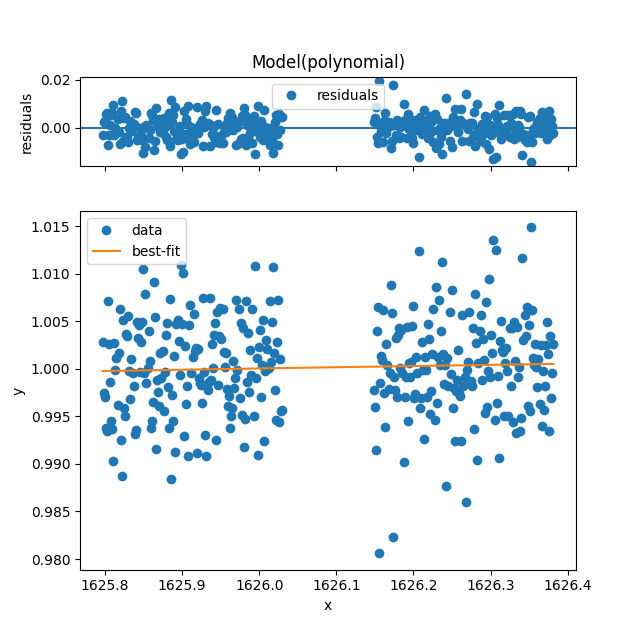 Model(polynomial)
residuals
0.02
0.00
residuals
data
best-fit
y
1.015
1.010
1.005
1.000
0.995
0.990
0.985
0.980
1625.8 1625.9 1626.0 1626.1 1626.2 1626.3 1626.4
x